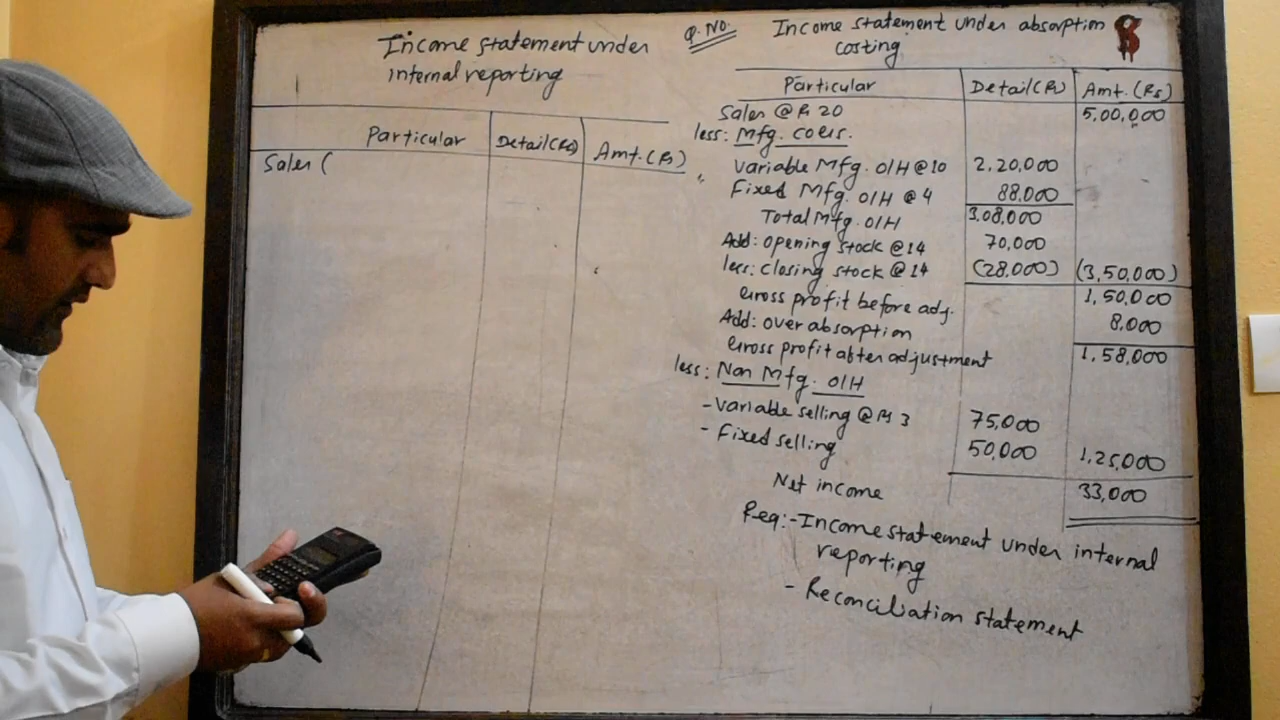 Income statement under
internal reporting
Particular Detail(Rs) Amt.(Rs)
Sales (
Q. NO.
Income statement under absorption
costing
Particular Detail(Rs) Amt.(Rs)
Sales @ Rs 20 5,00,000
less: Mfg. costs.
Variable Mfg. O/H @ 10 2,20,000
Fixed Mfg. O/H @ 4 88,000
Total Mfg. O/H 3,08,000
Add: opening stock @ 14 70,000
less: closing stock @ 14 (28,000) (3,50,000)
Gross profit before adj. 1,50,000
Add: over absorption 8,000
Gross profit after adjustment 1,58,000
less: Non Mfg. O/H
- Variable selling @ Rs 3 75,000
- Fixed selling 50,000 1,25,000
Net income 33,000
Req:- Income statement under internal
reporting
- Reconciliation statement